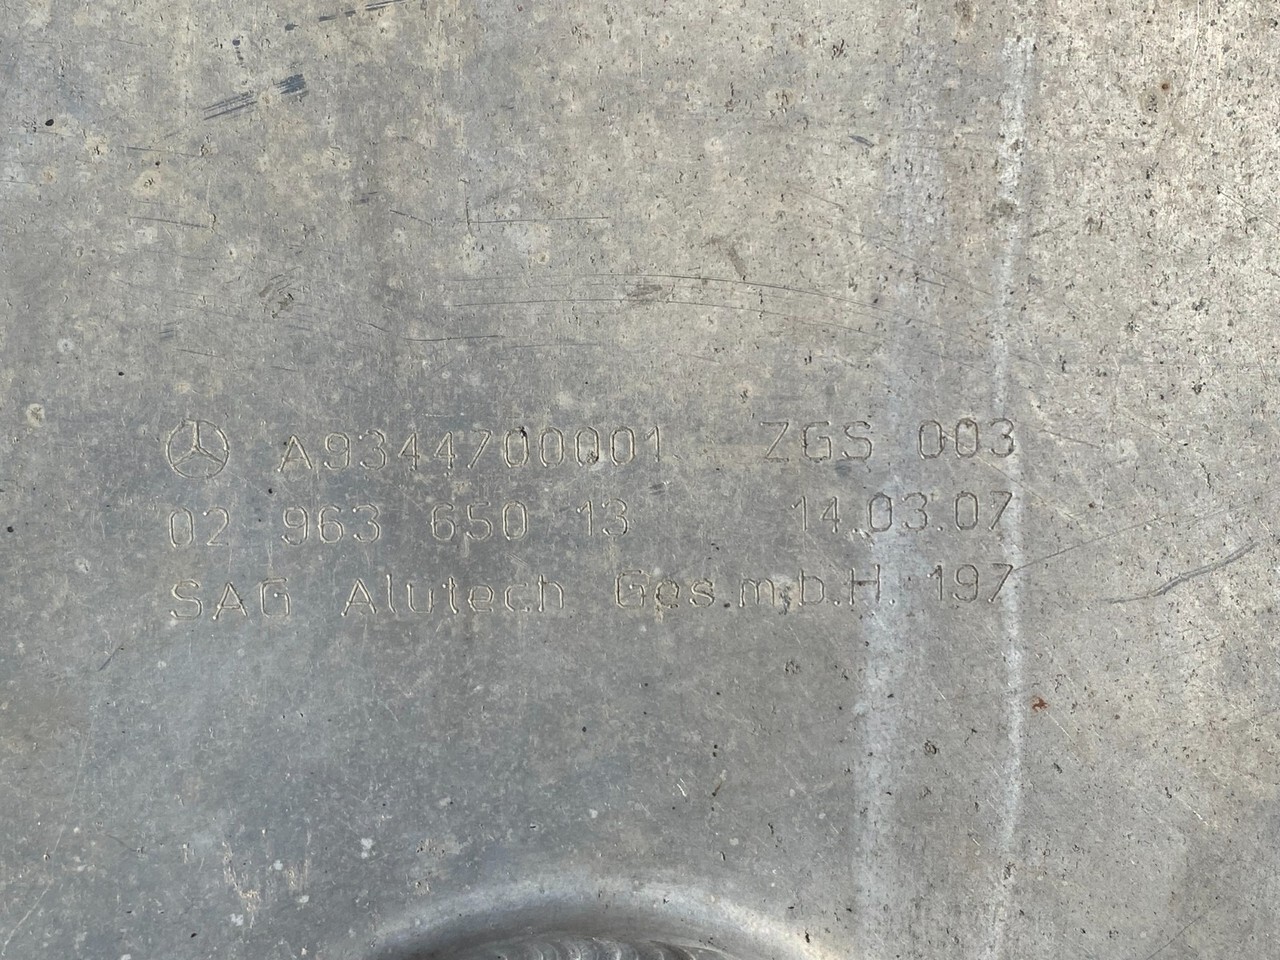 A9344700001 ZGS 003
02 963 650 13 14.03.07
SAG Alutech Ges.m.b.H. 197